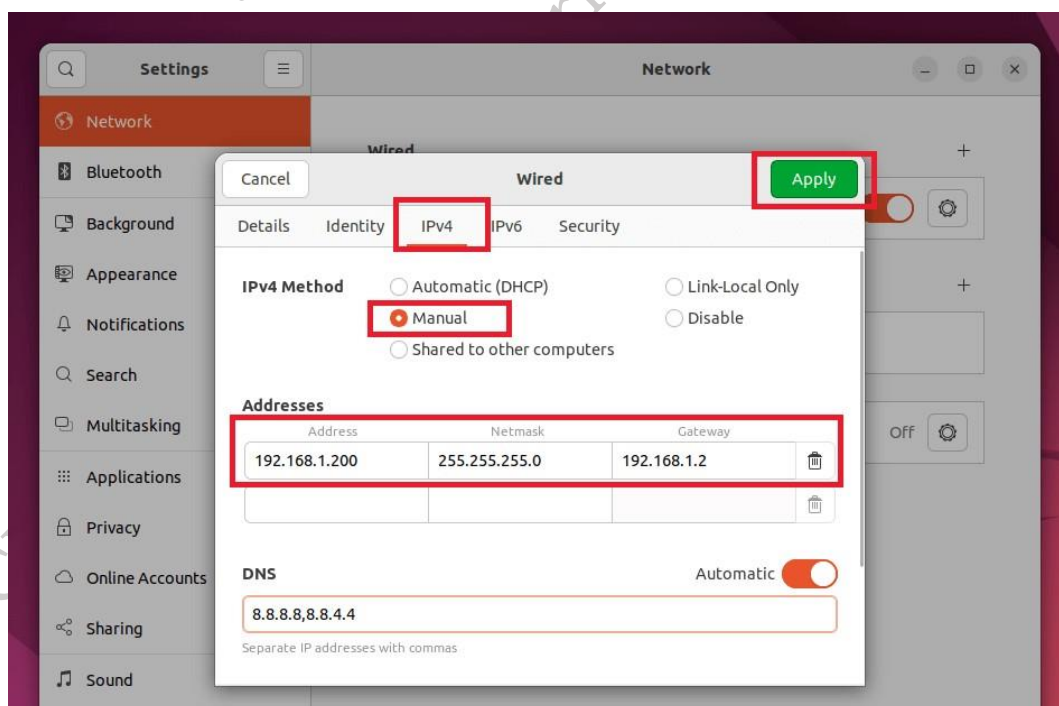 Settings
Network
Network
Bluetooth
Background
Appearance
Notifications
Search
Multitasking
Applications
Privacy
Online Accounts
Sharing
Sound
Wired
Cancel
Wired
Apply
Details Identity IPv4 IPv6 Security
IPv4 Method
Automatic (DHCP) Link-Local Only
Manual Disable
Shared to other computers
Addresses
Address Netmask Gateway
192.168.1.200 255.255.255.0 192.168.1.2
Off
DNS Automatic
8.8.8.8,8.8.4.4
Separate IP addresses with commas